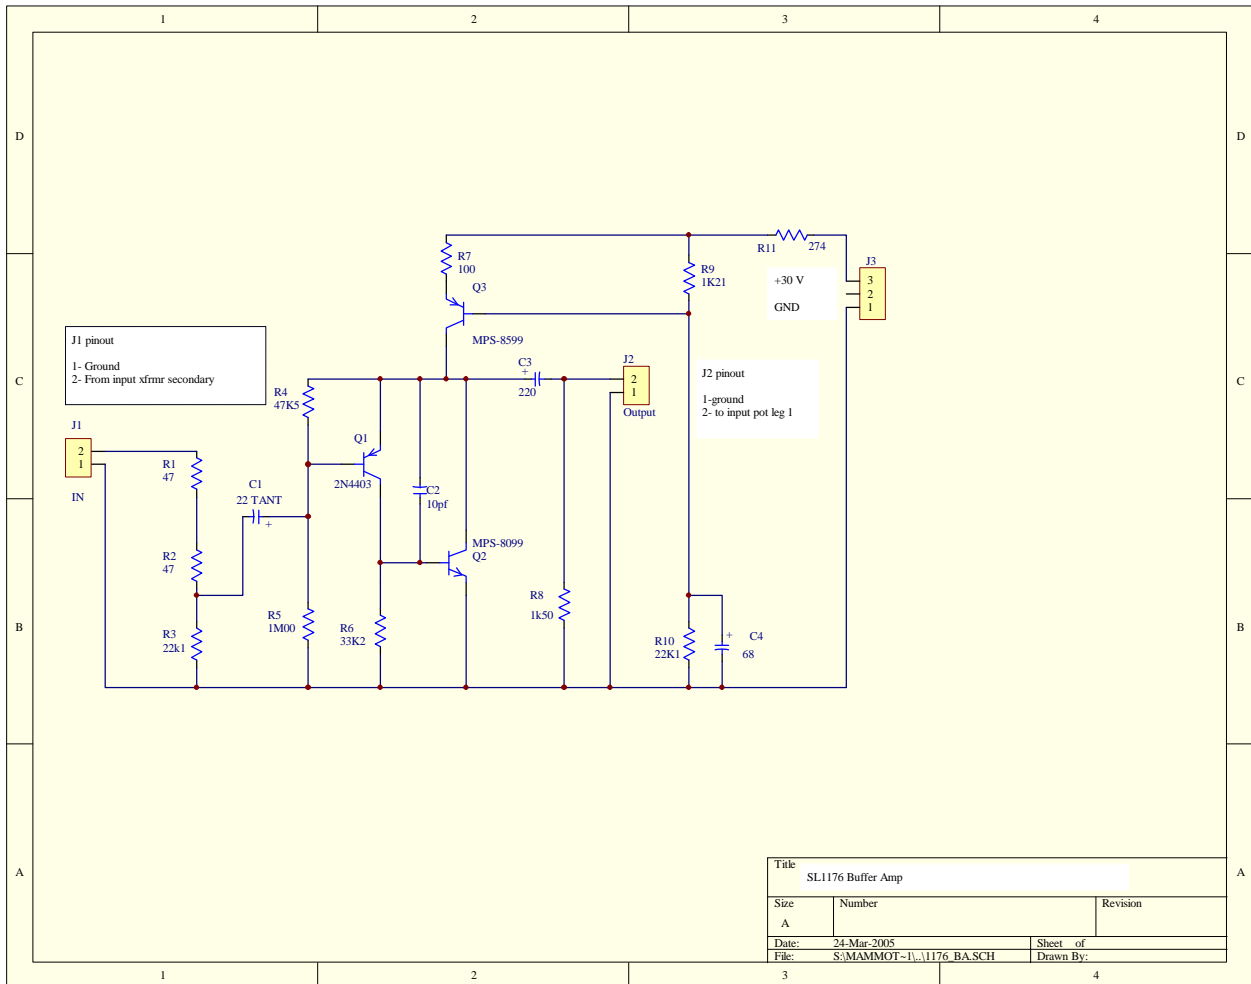 1 2 3 4
D D
R7
100
R11 274
R9
1K21
J3
+30 V
3
2
GND
1
Q3
MPS-8599
J1 pinout
1- Ground
2- From input xfrmr secondary
C C
C3
+
220
J2
2
1
Output
J2 pinout
1-ground
2- to input pot leg 1
R4
47K5
J1
2
1
IN
R1
47
Q1
2N4403
C1
22 TANT
+
C2
10pf
MPS-8099
Q2
R2
47
R3
22k1
R5
1M00
R6
33K2
R8
1k50
R10
22K1
+ C4
68
B B
A A
Title
SL1176 Buffer Amp
Size Number Revision
A
Date: 24-Mar-2005 Sheet of
File: S:\MAMMOT~1\..\1176_BA.SCH Drawn By:
1 2 3 4